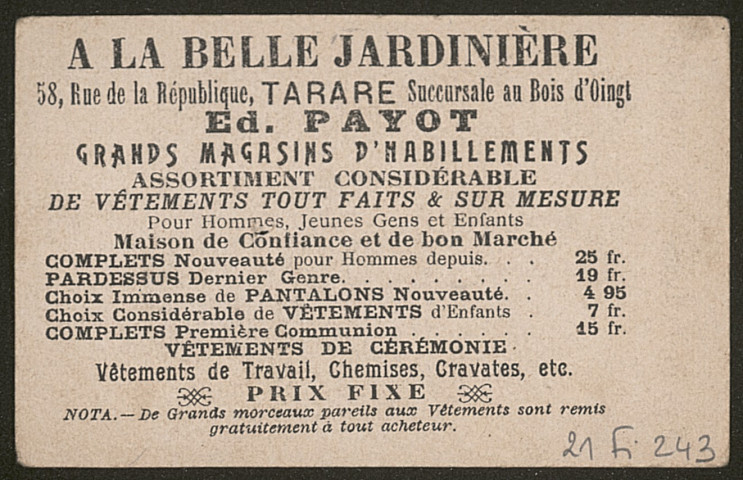 A LA BELLE JARDINIÈRE
58, Rue de la République, TARARE Succursale au Bois d'Oingt
Ed. PAYOT
GRANDS MAGASINS D'HABILLEMENTS
ASSORTIMENT CONSIDÉRABLE
DE VÊTEMENTS TOUT FAITS & SUR MESURE
Pour Hommes, Jeunes Gens et Enfants
Maison de Confiance et de bon Marché
COMPLETS Nouveauté pour Hommes depuis. . . 25 fr.
PARDESSUS Dernier Genre. . . . . . . . . 19 fr.
Choix Immense de PANTALONS Nouveauté. . 4 95
Choix Considérable de VÊTEMENTS d'Enfants . 7 fr.
COMPLETS Première Communion . . . . . . 15 fr.
VÊTEMENTS DE CÉRÉMONIE
Vêtements de Travail, Chemises, Cravates, etc.
PRIX FIXE
NOTA. — De Grands morceaux pareils aux Vêtements sont remis
gratuitement à tout acheteur.
21 Fi 243